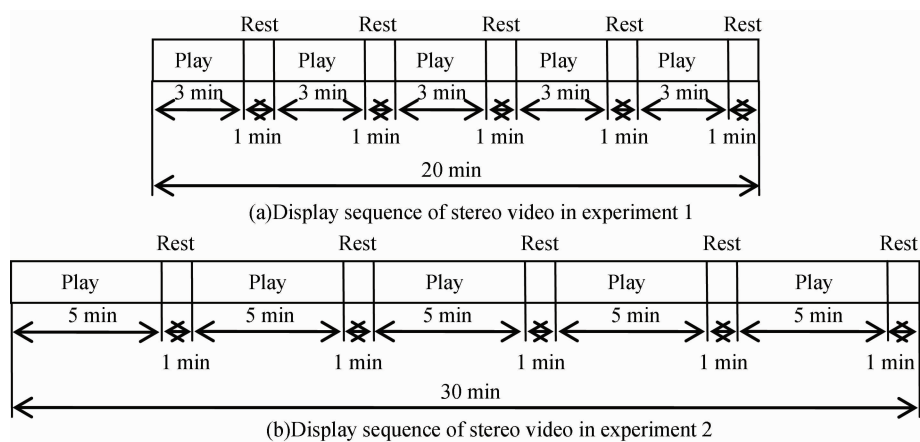 Rest Rest Rest Rest Rest
Play Play Play Play Play
3 min 3 min 3 min 3 min 3 min
1 min 1 min 1 min 1 min 1 min
20 min
(a)Display sequence of stereo video in experiment 1
Rest Rest Rest Rest Rest
Play Play Play Play Play
5 min 5 min 5 min 5 min 5 min
1 min 1 min 1 min 1 min 1 min
30 min
(b)Display sequence of stereo video in experiment 2